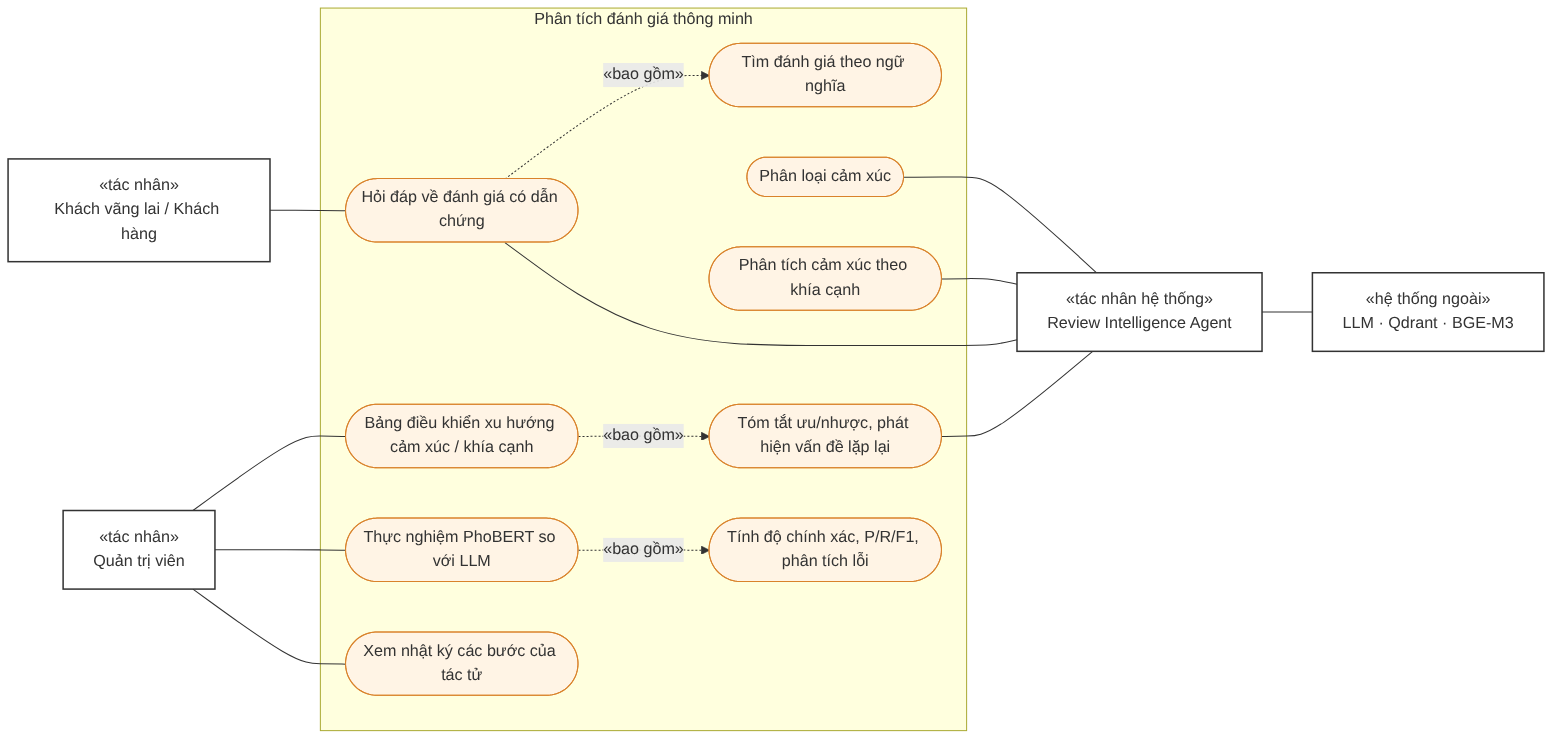 Phân tích đánh giá thông minh
«bao gồm»
Tìm đánh giá theo ngữ
nghĩa
«tác nhân»
Khách vãng lai / Khách
hàng
Hỏi đáp về đánh giá có dẫn
chứng
Phân loại cảm xúc
Phân tích cảm xúc theo
khía cạnh
«tác nhân hệ thống»
Review Intelligence Agent
«hệ thống ngoài»
LLM · Qdrant · BGE-M3
Bảng điều khiển xu hướng
cảm xúc / khía cạnh
«bao gồm»
Tóm tắt ưu/nhược, phát
hiện vấn đề lặp lại
«tác nhân»
Quản trị viên
Thực nghiệm PhoBERT so
với LLM
«bao gồm»
Tính độ chính xác, P/R/F1,
phân tích lỗi
Xem nhật ký các bước của
tác tử